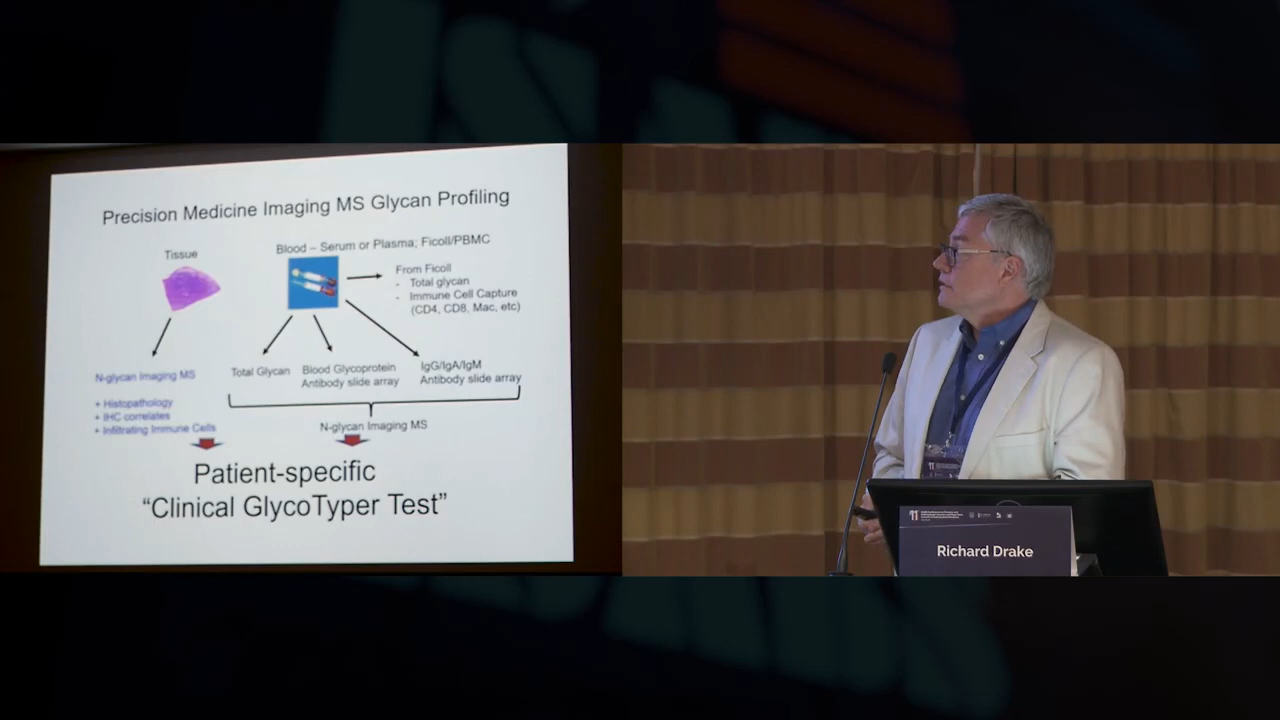 Precision Medicine Imaging MS Glycan Profiling
Tissue
Blood – Serum or Plasma; Ficoll/PBMC
From Ficoll
- Total glycan
- Immune Cell Capture
(CD4, CD8, Mac, etc)
N-glycan Imaging MS
+ Histopathology
+ IHC correlates
+ Infiltrating Immune Cells
Total Glycan
Blood Glycoprotein
Antibody slide array
IgG/IgA/IgM
Antibody slide array
N-glycan Imaging MS
Patient-specific
“Clinical GlycoTyper Test”
11
Richard Drake